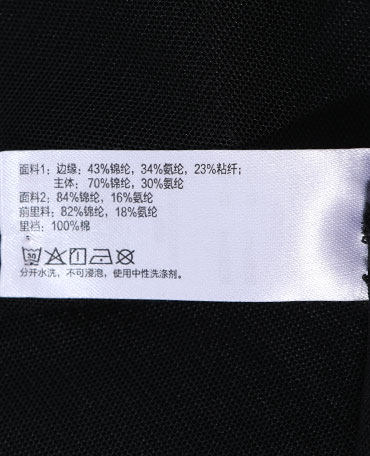 面料1：边缘：43%锦纶，34%氨纶，23%粘纤；
主体：70%锦纶，30%氨纶
面料2：84%锦纶，16%氨纶
前里料：82%锦纶，18%氨纶
里裆：100%棉
30
分开水洗，不可浸泡，使用中性洗涤剂。